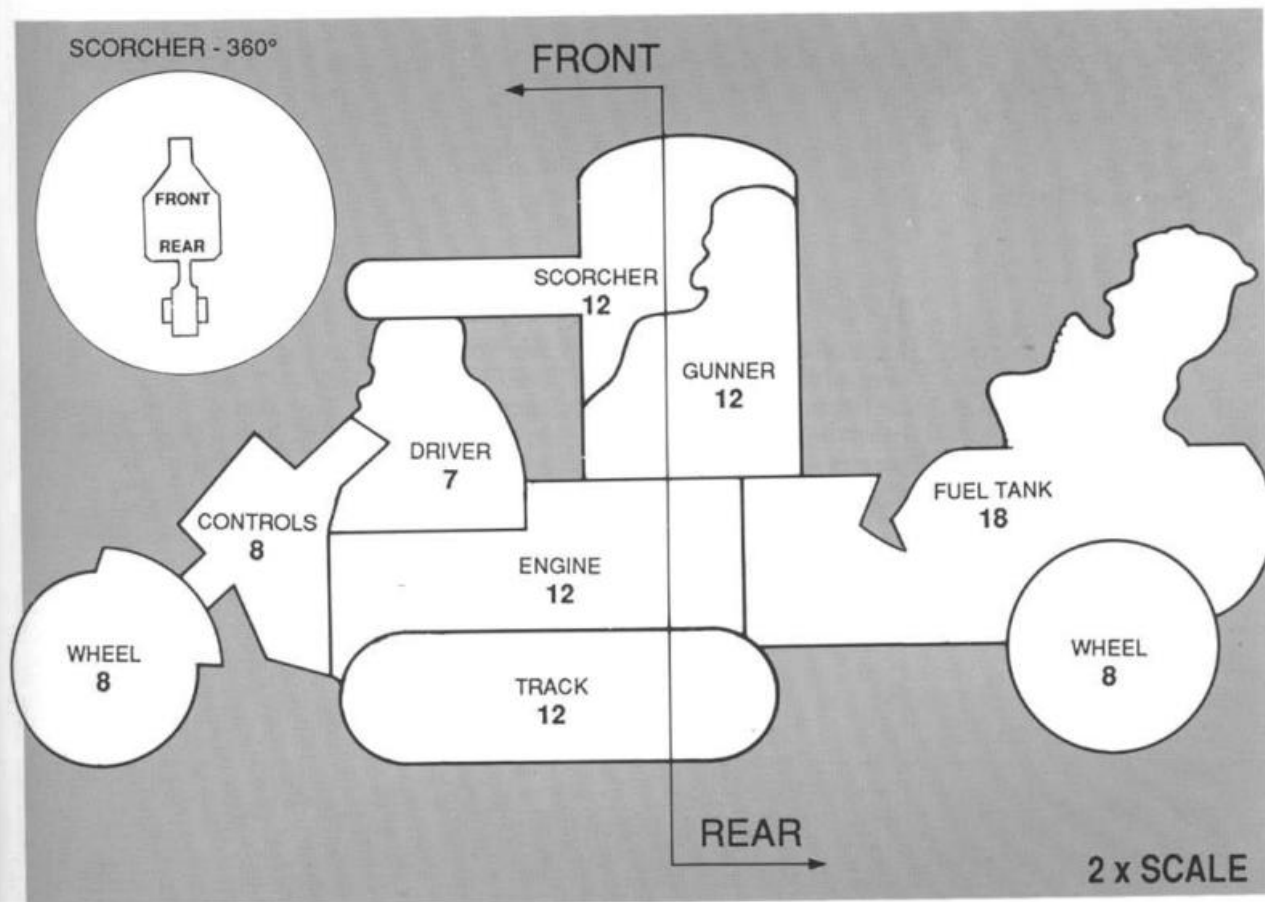 SCORCHER - 360°
FRONT
REAR
FRONT
SCORCHER
12
GUNNER
12
DRIVER
7
CONTROLS
8
FUEL TANK
18
ENGINE
12
WHEEL
8
TRACK
12
WHEEL
8
REAR
2 x SCALE